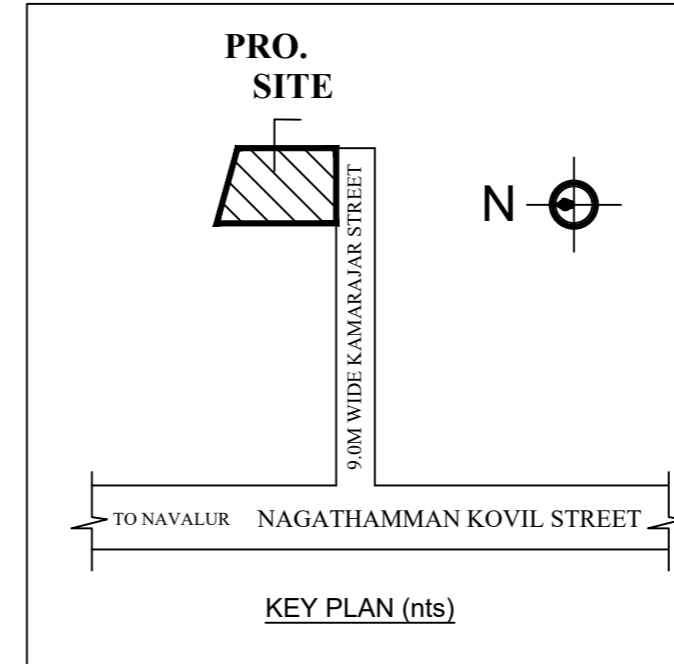 PRO.
SITE
N
9.0M WIDE KAMARAJAR STREET
TO NAVALUR NAGATHAMMAN KOVIL STREET
KEY PLAN (nts)